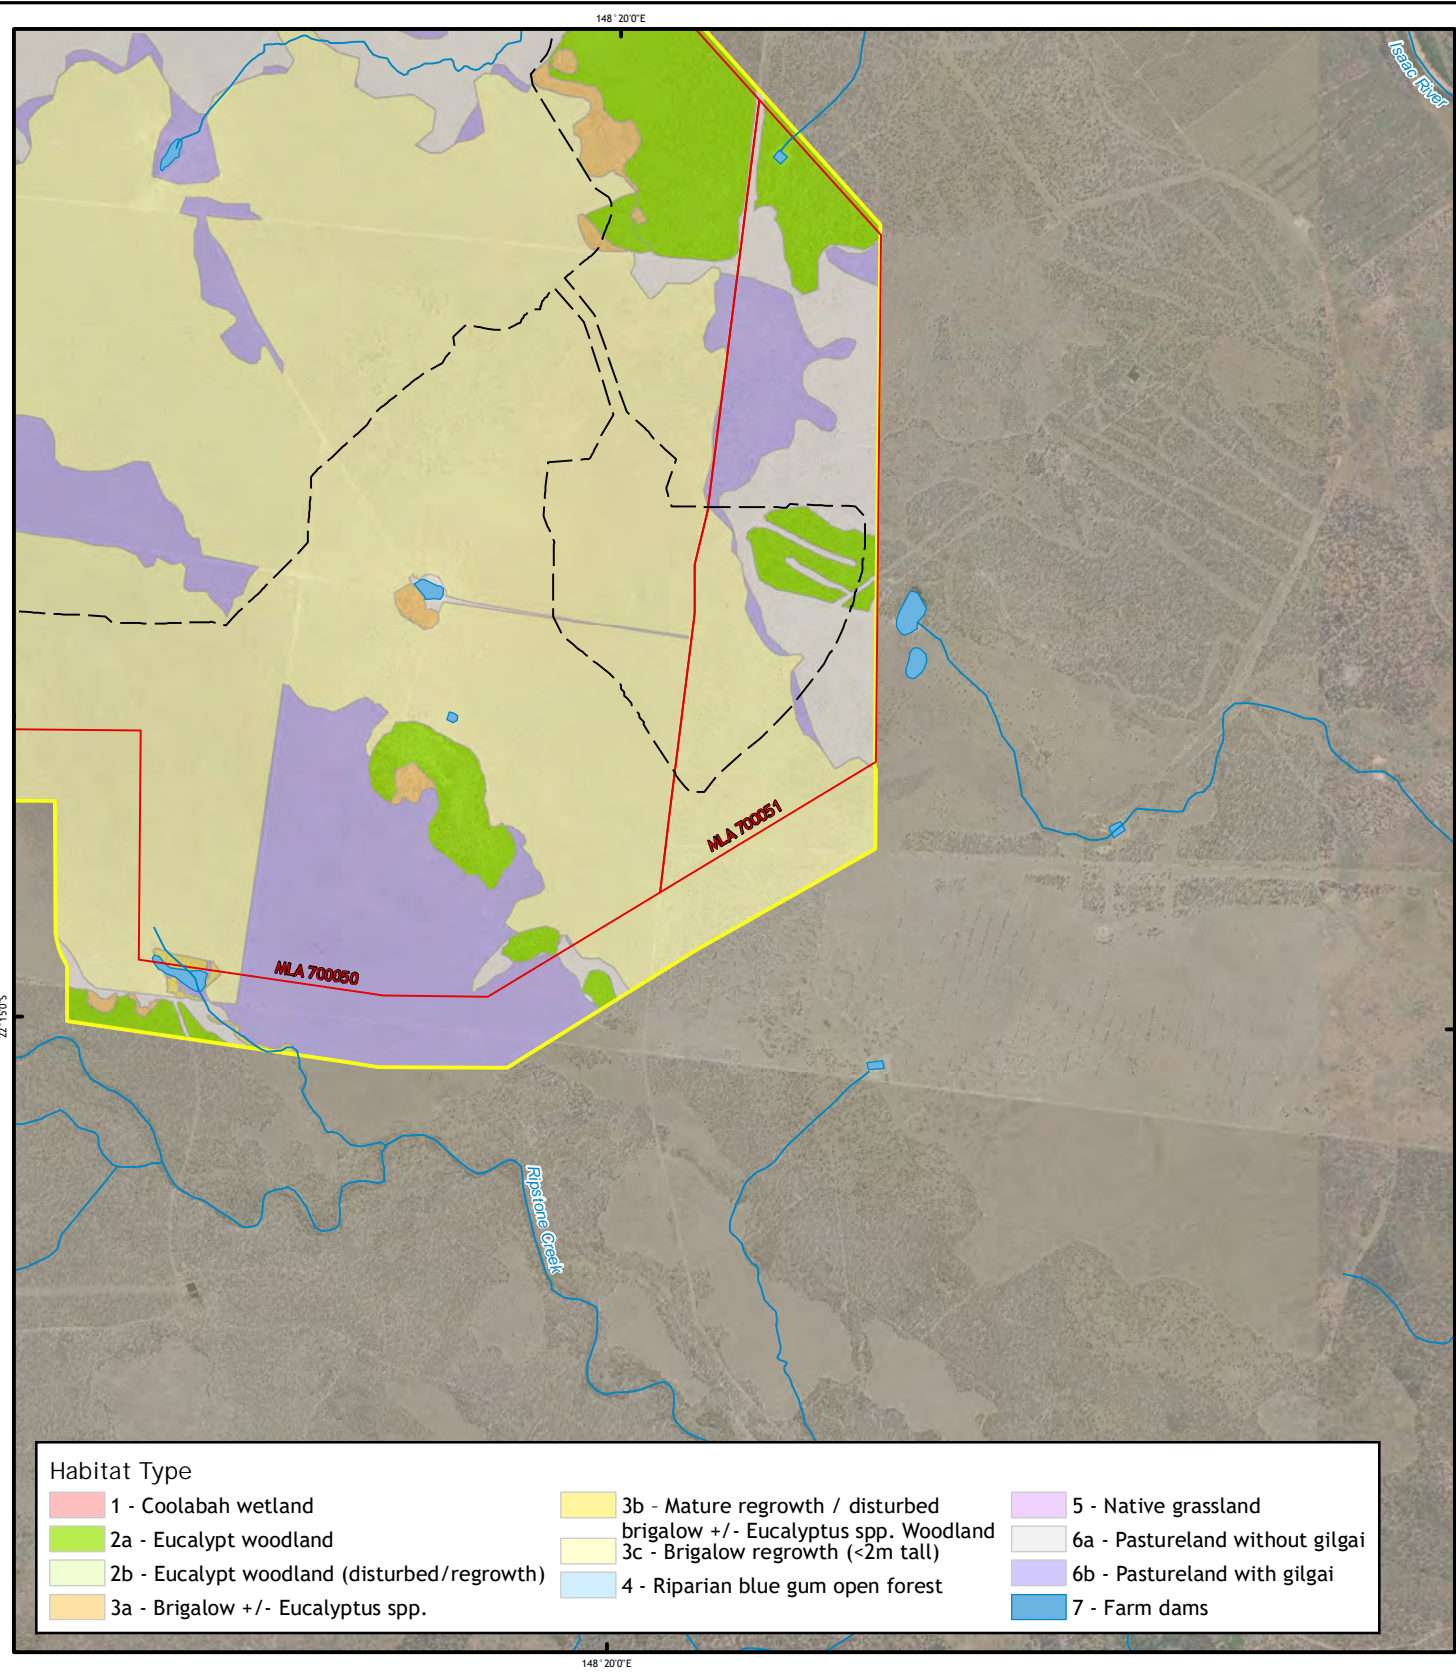 148°20'0"E
Isaac River
MLA 700051
MLA 700050
22°15'0"S
Ripstone Creek
Habitat Type
1 - Coolabah wetland
2a - Eucalypt woodland
2b - Eucalypt woodland (disturbed/regrowth)
3a - Brigalow +/- Eucalyptus spp.
3b - Mature regrowth / disturbed
brigalow +/- Eucalyptus spp. Woodland
3c - Brigalow regrowth (<2m tall)
4 - Riparian blue gum open forest
5 - Native grassland
6a - Pastureland without gilgai
6b - Pastureland with gilgai
7 - Farm dams
148°20'0"E